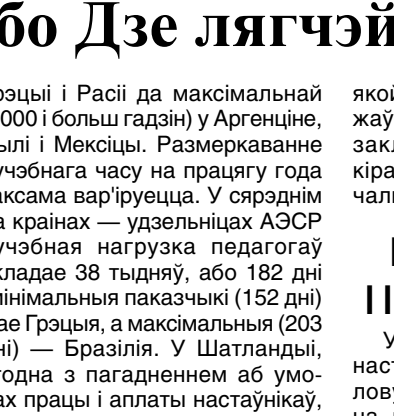 бо Дзе лягчэй
рэцыі і Расіі да максімальнай
000 і больш гадзін) у Аргенціне,
ылі і Мексіцы. Размеркаванне
учэбнага часу на працягу года
аксама вар'іруецца. У сярэднім
а краінах — удзельніцах АЭСР
учэбная нагрузка педагогаў
кладае 38 тыдняў, або 182 дні
мінімальныя паказчыкі (152 дні)
ае Грэцыя, а максімальныя (203
ні) — Бразілія. У Шатландыі,
годна з пагадненнем аб умо-
ах працы і аплаты настаўнікаў,
якой
жаў
зак
кіра
чал
У
наст
лову